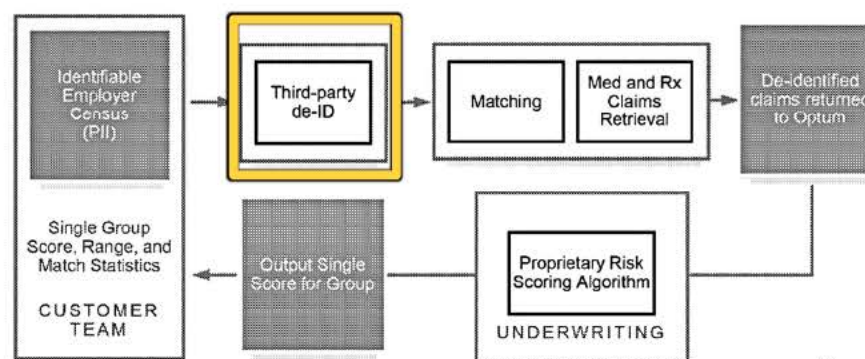 Identifiable
Employer
Census
(PII)
Third-party
de-ID
Matching
Med and Rx
Claims
Retrieval
De-identified
claims returned
to Optum
Single Group
Score, Range, and
Match Statistics
CUSTOMER
TEAM
Output Single
Score for Group
Proprietary Risk
Scoring Algorithm
UNDERWRITING